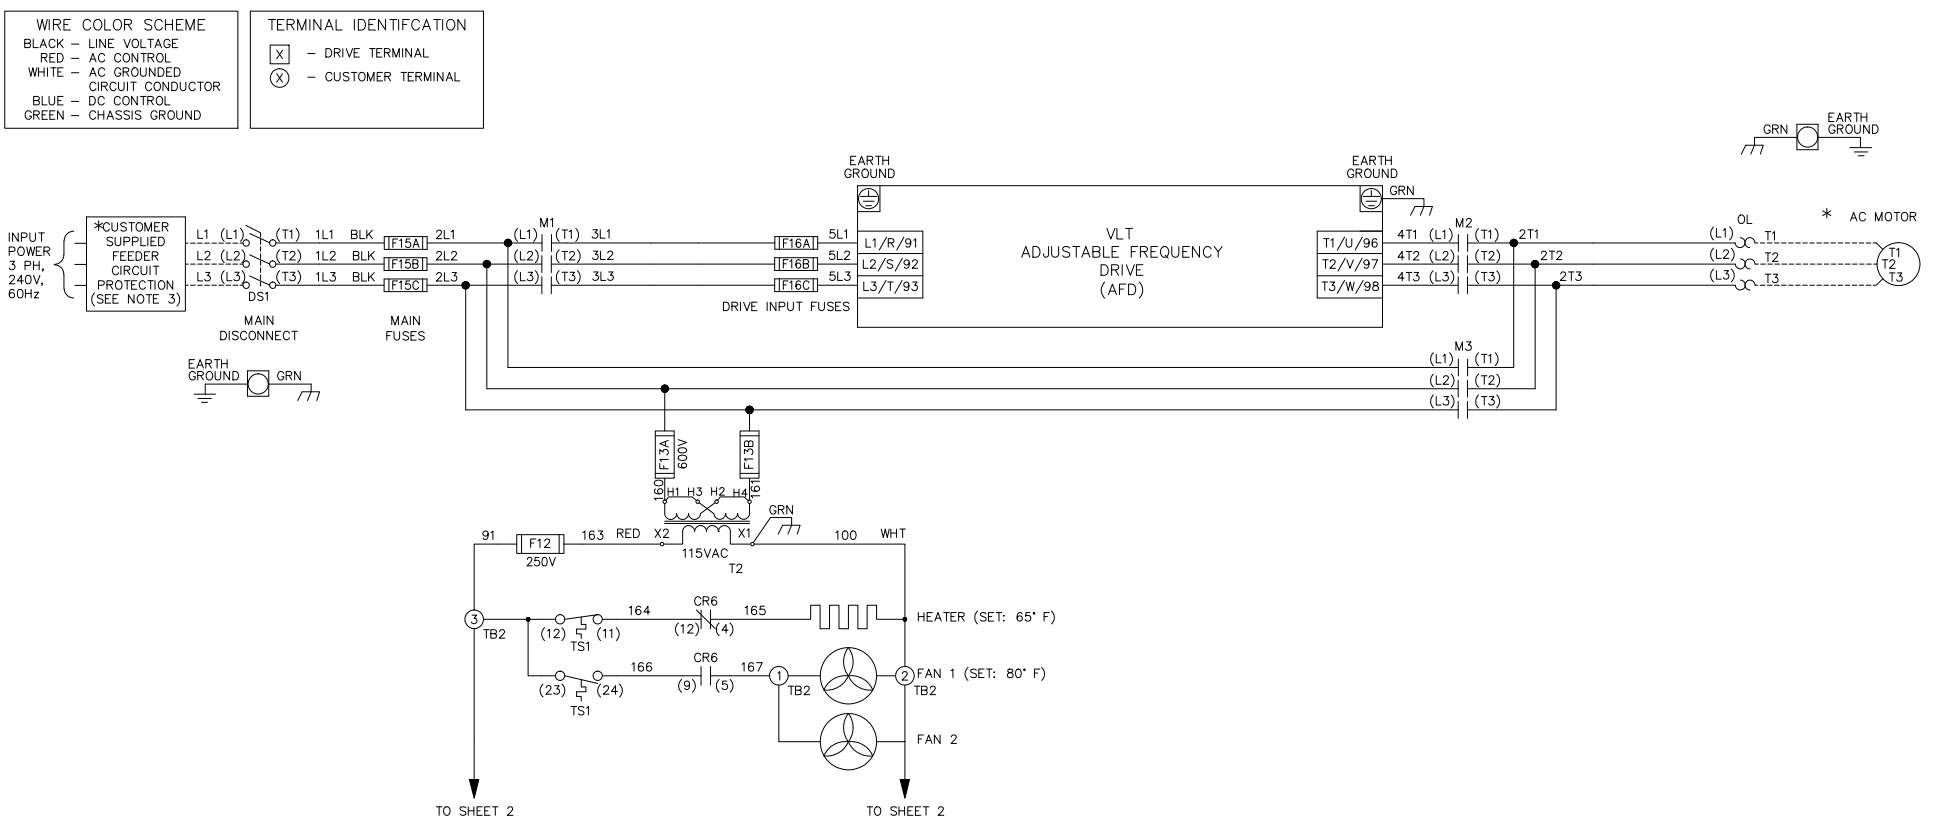 WIRE COLOR SCHEME
BLACK – LINE VOLTAGE
RED – AC CONTROL
WHITE – AC GROUNDED
CIRCUIT CONDUCTOR
BLUE – DC CONTROL
GREEN – CHASSIS GROUND
TERMINAL IDENTIFCATION
X – DRIVE TERMINAL
X – CUSTOMER TERMINAL
GRN
EARTH
GROUND
INPUT
POWER
3 PH,
240V,
60Hz
*CUSTOMER
SUPPLIED
FEEDER
CIRCUIT
PROTECTION
(SEE NOTE 3)
L1 (L1) (T1) 1L1 BLK F15A 2L1 (L1) M1 (T1) 3L1 F16A 5L1 L1/R/91
L2 (L2) (T2) 1L2 BLK F15B 2L2 (L2) (T2) 3L2 F16B 5L2 L2/S/92
L3 (L3) (T3) 1L3 BLK F15C 2L3 (L3) (T3) 3L3 F16C 5L3 L3/T/93
DS1
MAIN
DISCONNECT
MAIN
FUSES
DRIVE INPUT FUSES
EARTH
GROUND
VLT
ADJUSTABLE FREQUENCY
DRIVE
(AFD)
EARTH
GROUND
GRN
T1/U/96 4T1 (L1) M2 (T1) 2T1 (L1) OL T1
T2/V/97 4T2 (L2) (T2) 2T2 (L2) T2
T3/W/98 4T3 (L3) (T3) 2T3 (L3) T3
* AC MOTOR
T1
T2
T3
EARTH
GROUND
GRN
M3
(L1) (T1)
(L2) (T2)
(L3) (T3)
F13A
600V
F13B
160
161
H1 H3 H2 H4
GRN
91 F12 163 RED X2 X1 100 WHT
250V
115VAC
T2
3
TB2
(12) (11)
TS1
164
CR6
(12) (4)
165
HEATER (SET: 65° F)
(23) (24)
TS1
166
CR6
(9) (5)
167
1
TB2
2
TB2
FAN 1 (SET: 80° F)
FAN 2
TO SHEET 2
TO SHEET 2